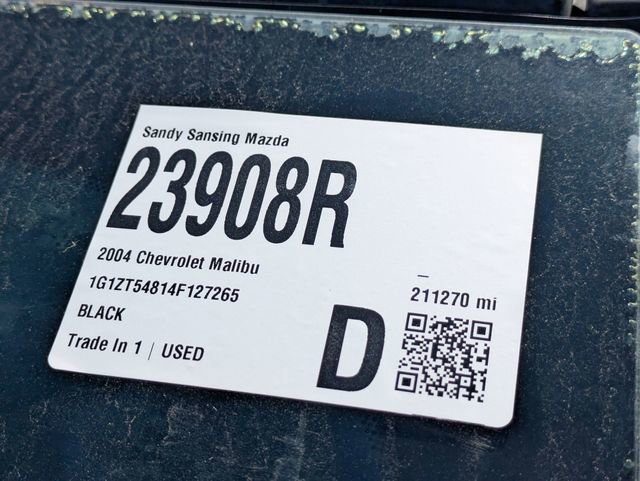 Sandy Sansing Mazda
23908R
2004 Chevrolet Malibu
1G1ZT54814F127265
BLACK
Trade In 1 | USED
–
211270 mi
D